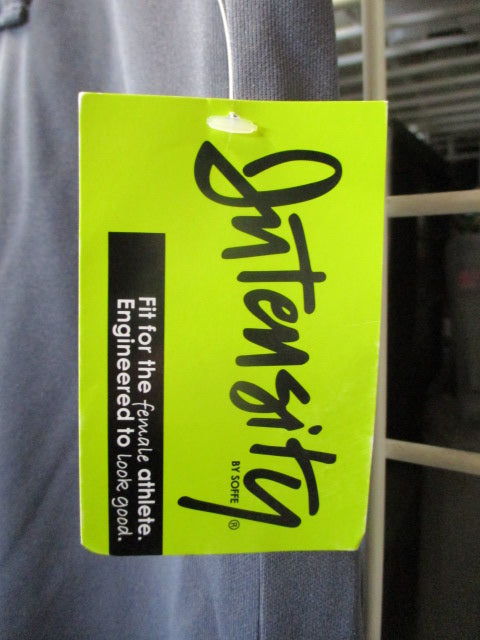 Intensity
BY SOFFE ®
Fit for the female athlete.
Engineered to look good.